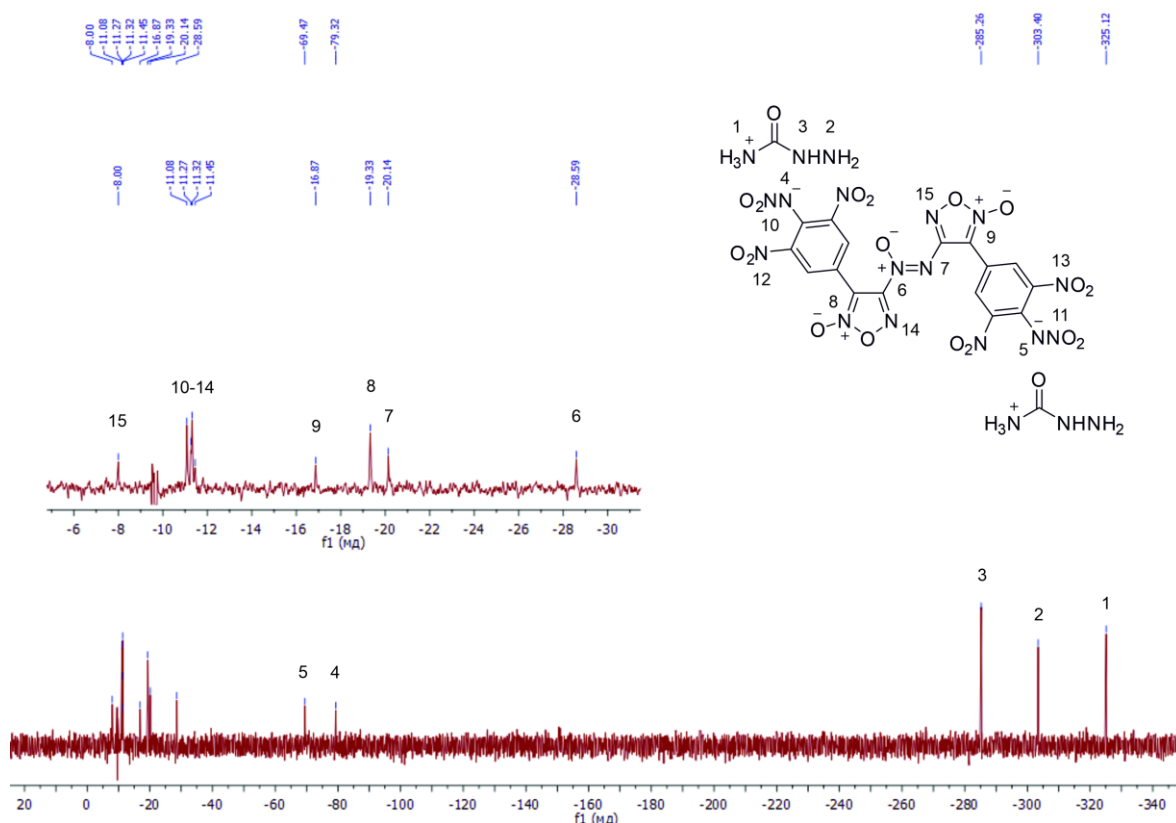 -8.00
-11.08
-11.27
-11.32
-11.45
-16.87
-19.33
-20.14
-28.59
-69.47
-79.32
-285.26
-303.40
-325.12
-8.00
-11.08
-11.27
-11.32
-11.45
-16.87
-19.33
-20.14
-28.59
O
1 3 2
H3N+ NHNH2
4
O2NN− NO2
10
O2N
12
O−
N+=N
6 7
15 N O N+ O−
9
13
NO2
11
NNO2−
5
O2N
8
O− N+ O N 14
O
H3N+ NHNH2
15 10-14 9 8 7 6
-6 -8 -10 -12 -14 -16 -18 -20 -22 -24 -26 -28 -30
f1 (мд)
5 4 3 2 1
20 0 -20 -40 -60 -80 -100 -120 -140 -160 -180 -200 -220 -240 -260 -280 -300 -320 -340
f1 (мд)